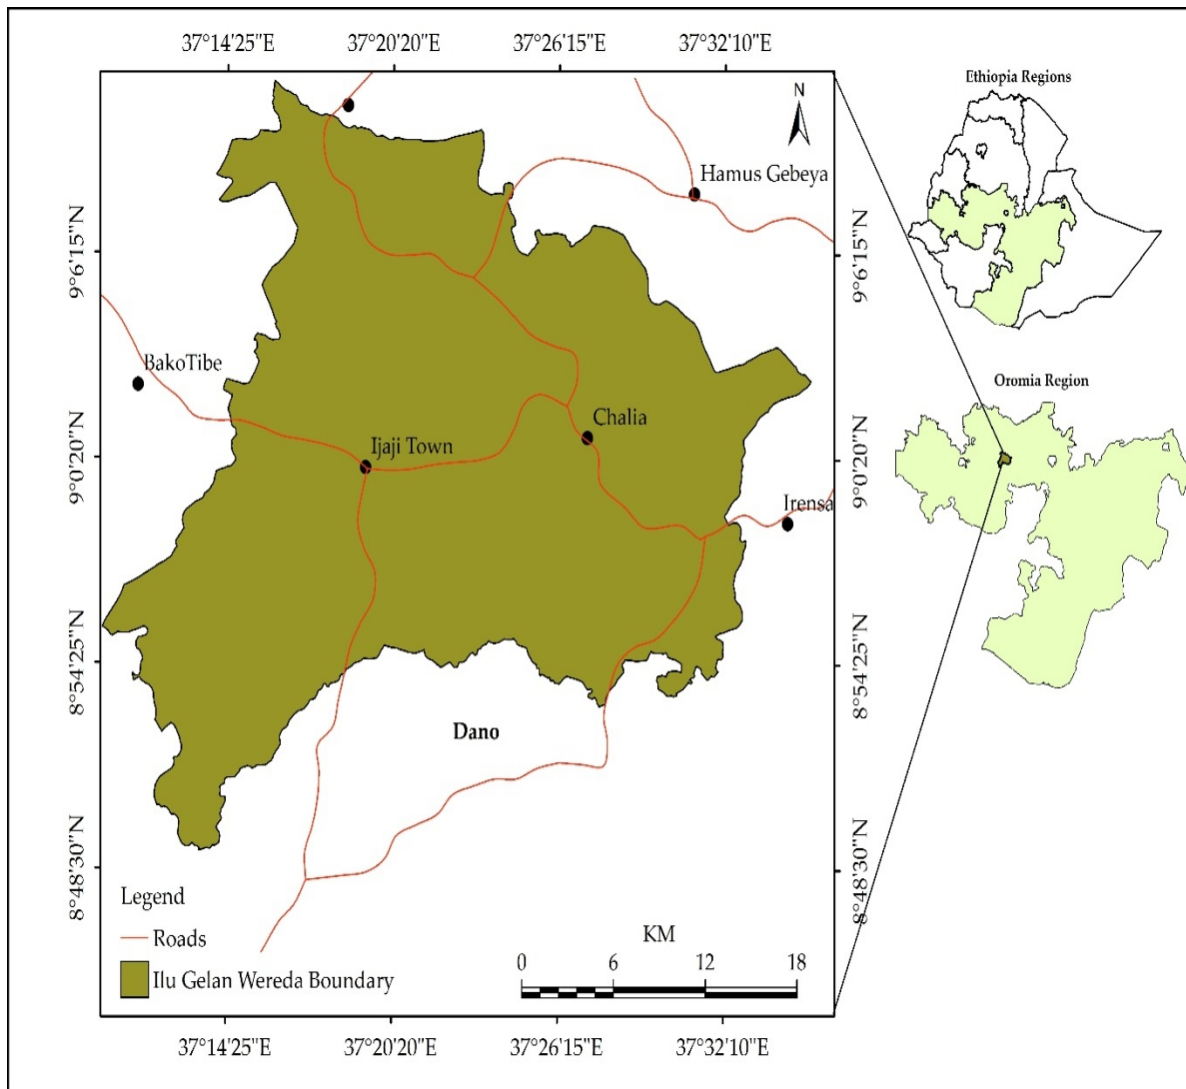 37°14'25"E
37°20'20"E
37°26'15"E
37°32'10"E
Ethiopia Regions
N
Hamus Gebeya
9°6'15"N
9°6'15"N
BakoTibe
Oromia Region
Chalia
Ijaji Town
9°0'20"N
9°0'20"N
Irensa
8°54'25"N
8°54'25"N
Dano
8°48'30"N
8°48'30"N
Legend
Roads
Ilu Gelan Wereda Boundary
KM
0 6 12 18
37°14'25"E
37°20'20"E
37°26'15"E
37°32'10"E